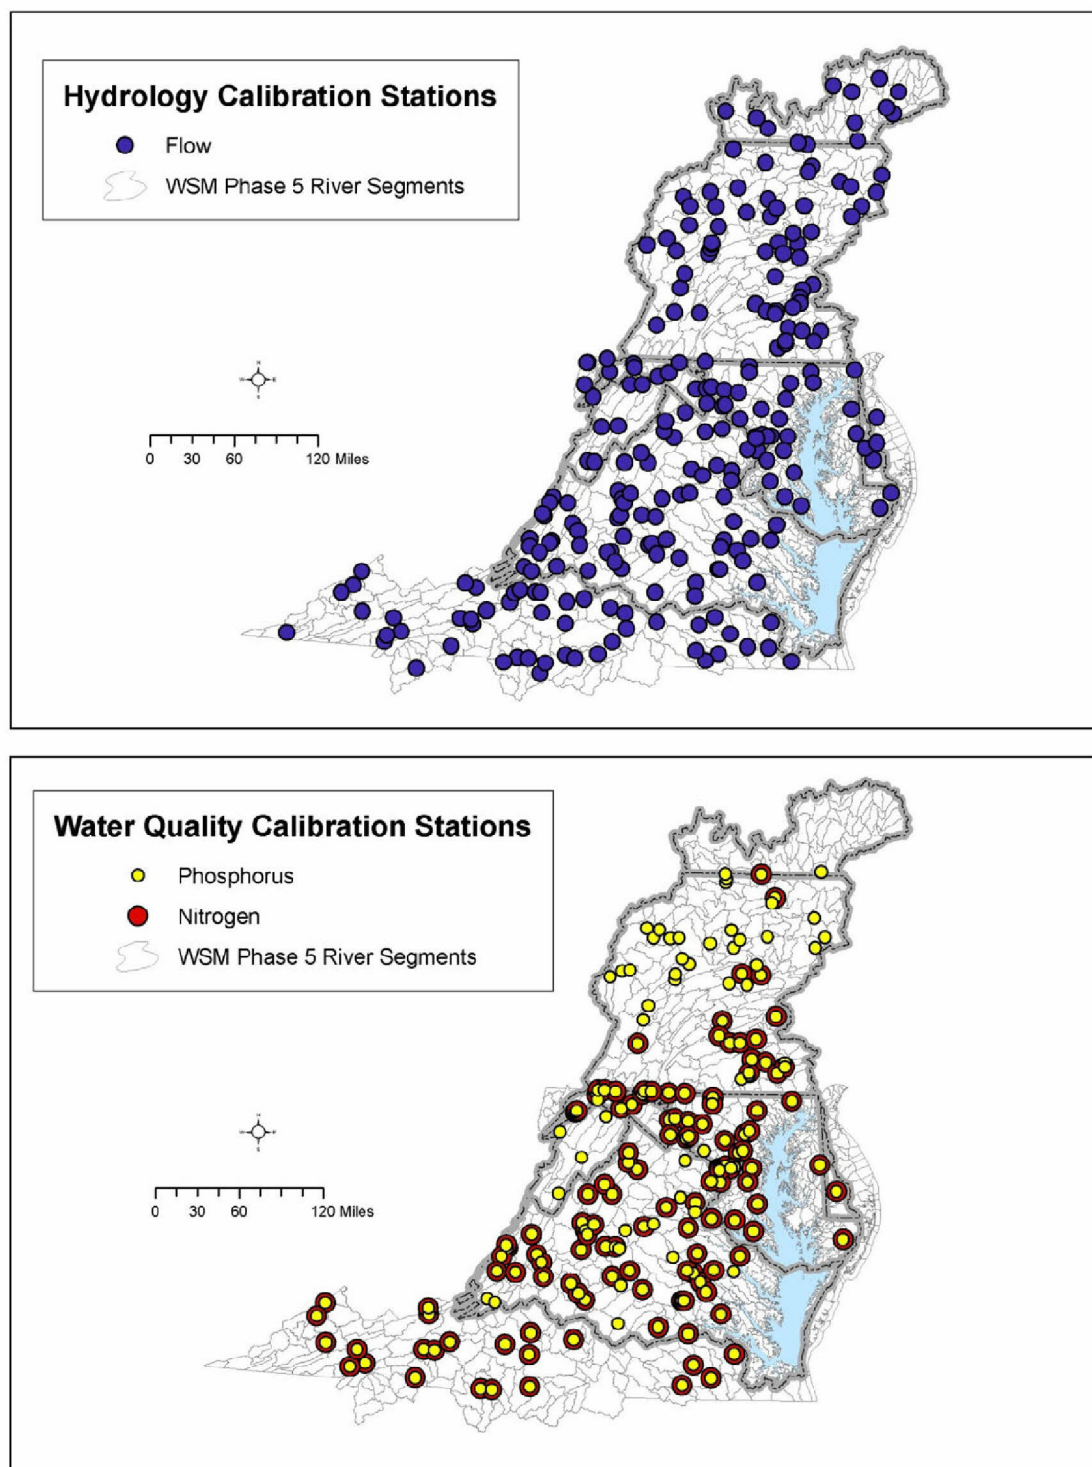 Hydrology Calibration Stations
Flow
WSM Phase 5 River Segments
N
W E
S
0 30 60 120 Miles
Water Quality Calibration Stations
Phosphorus
Nitrogen
WSM Phase 5 River Segments
N
W E
S
0 30 60 120 Miles